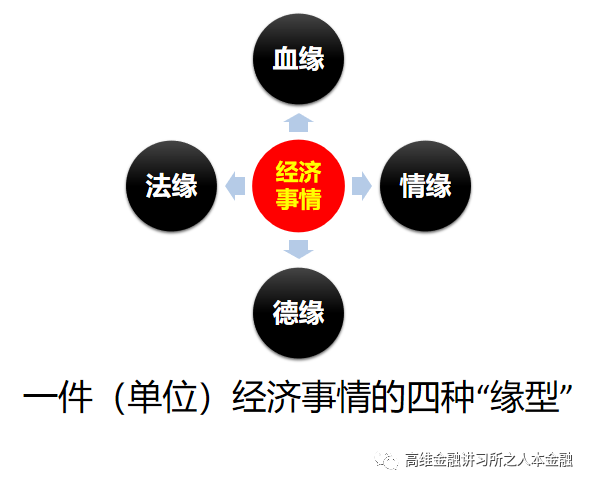 血缘
法缘
经济
事情
情缘
德缘
一件（单位）经济事情的四种“缘型”
高维金融讲习所之人本金融